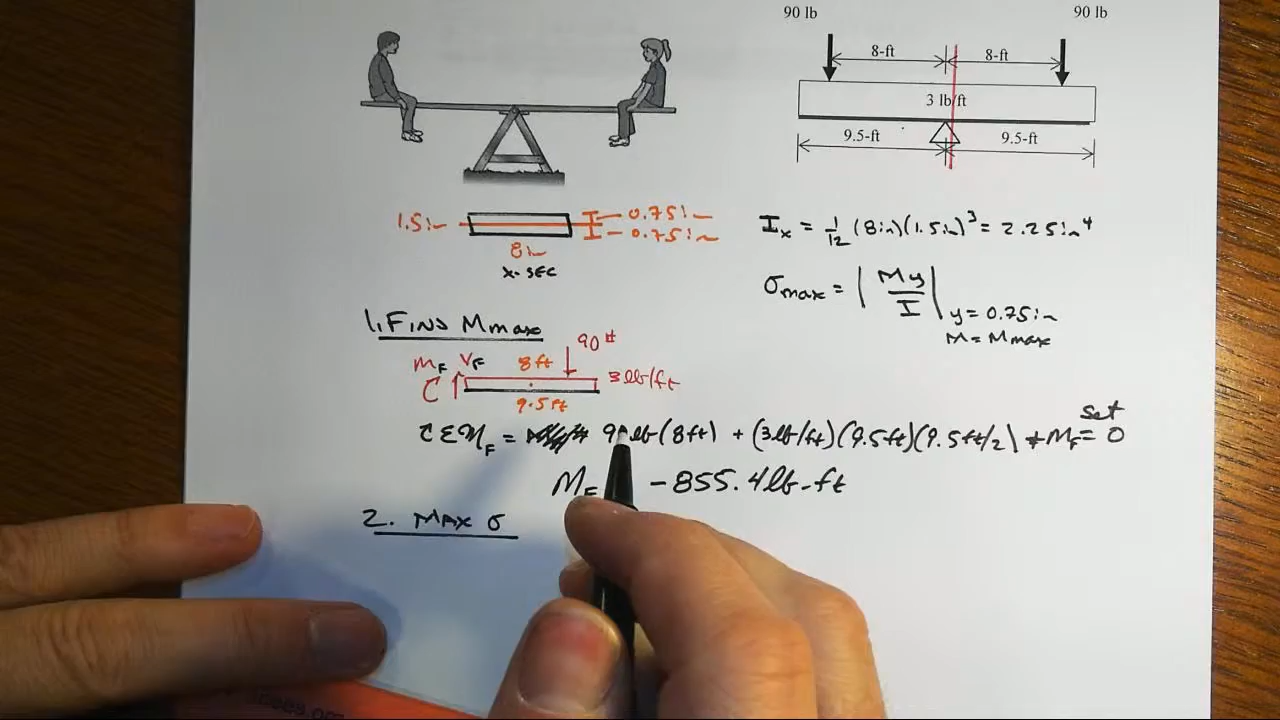 90 lb 90 lb
8-ft 8-ft
3 lb/ft
9.5-ft 9.5-ft
1.5in 0.75in
0.75in
8in
x-sec
Ix = 1/12 (8in)(1.5in)^3 = 2.25in^4
σmax = | My/I | y = 0.75in
M = Mmax
1. FIND Mmax
MF VF 8ft 90# 3lb/ft
9.5ft
ΣMF = 90lb(8ft) + (3lb/ft)(9.5ft)(9.5ft/2) + MF = 0 set
MF -855.4lb-ft
2. MAX σ